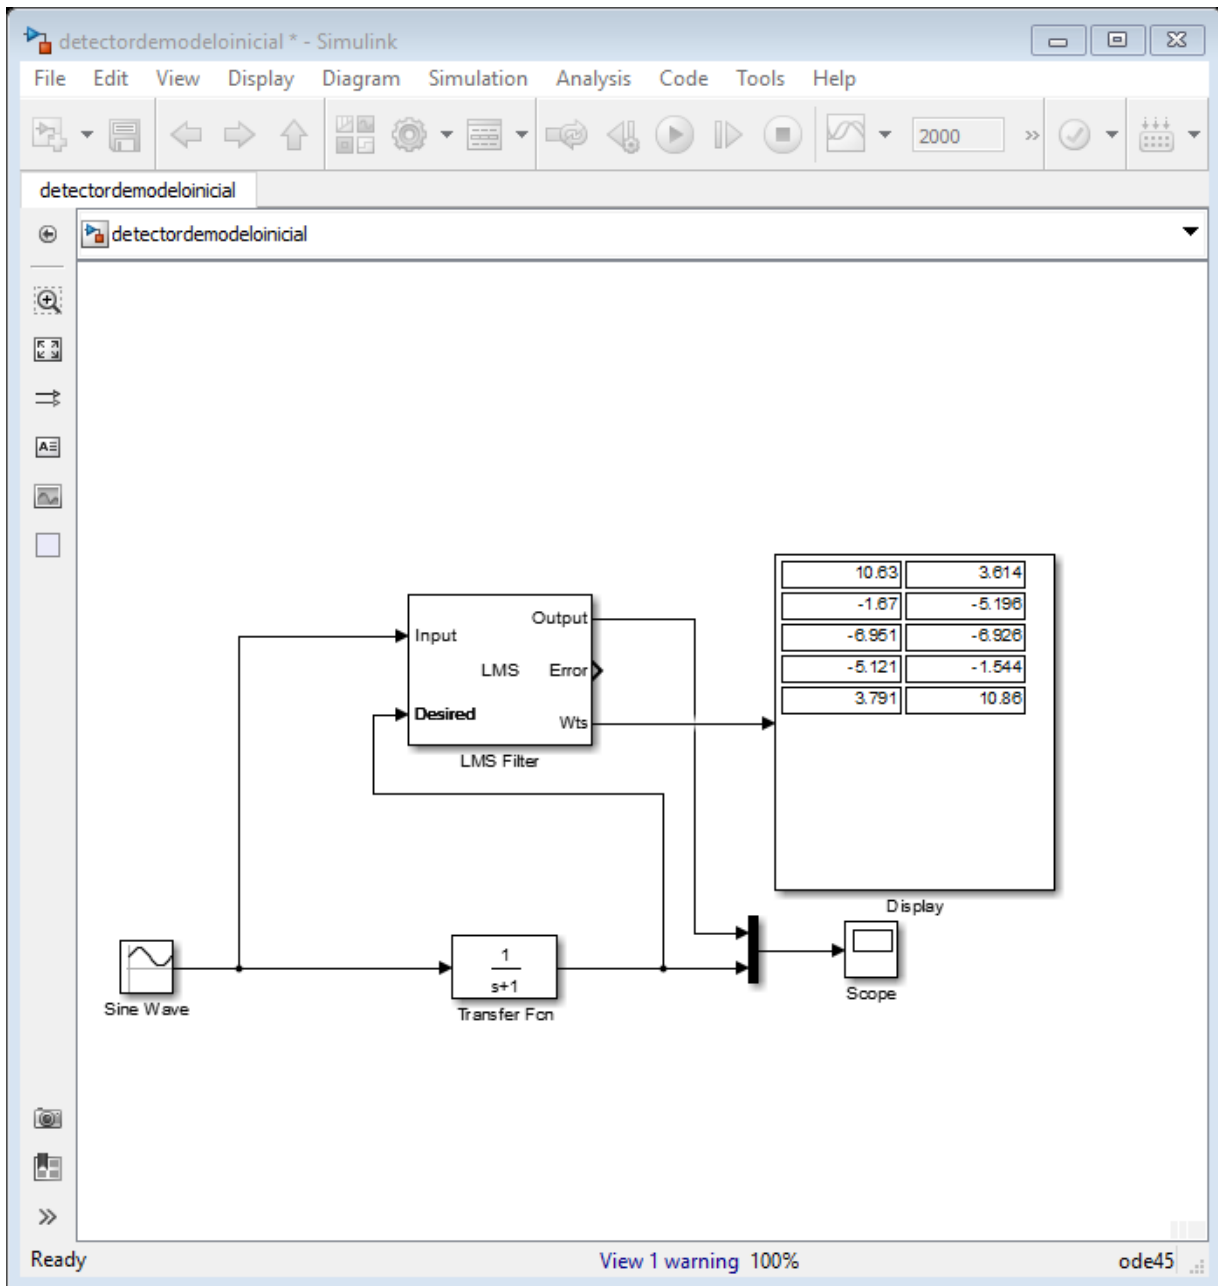 detectordemodeloinicial * - Simulink
File Edit View Display Diagram Simulation Analysis Code Tools Help
2000 »
detectordemodeloinicial
detectordemodeloinicial
10.63 3.614
-1.67 -5.196
-6.951 -6.926
-5.121 -1.544
3.791 10.86
Output
Input
LMS Error
Desired
Wts
LMS Filter
Display
1
s+1
Sine Wave
Transfer Fcn
Scope
Ready View 1 warning 100% ode45